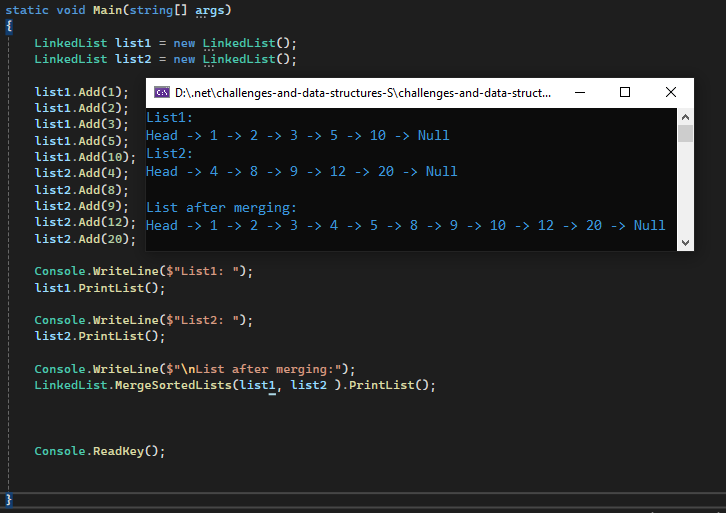 static void Main(string[] args)
{
LinkedList list1 = new LinkedList();
LinkedList list2 = new LinkedList();
list1.Add(1);
list1.Add(2);
list1.Add(3);
list1.Add(5);
list1.Add(10);
list2.Add(4);
list2.Add(8);
list2.Add(9);
list2.Add(12);
list2.Add(20);
D:\.net\challenges-and-data-structures-S\challenges-and-data-struct...
List1:
Head -> 1 -> 2 -> 3 -> 5 -> 10 -> Null
List2:
Head -> 4 -> 8 -> 9 -> 12 -> 20 -> Null
List after merging:
Head -> 1 -> 2 -> 3 -> 4 -> 5 -> 8 -> 9 -> 10 -> 12 -> 20 -> Null
Console.WriteLine($"List1: ");
list1.PrintList();
Console.WriteLine($"List2: ");
list2.PrintList();
Console.WriteLine($"\nList after merging:");
LinkedList.MergeSortedLists(list1, list2 ).PrintList();
Console.ReadKey();
}